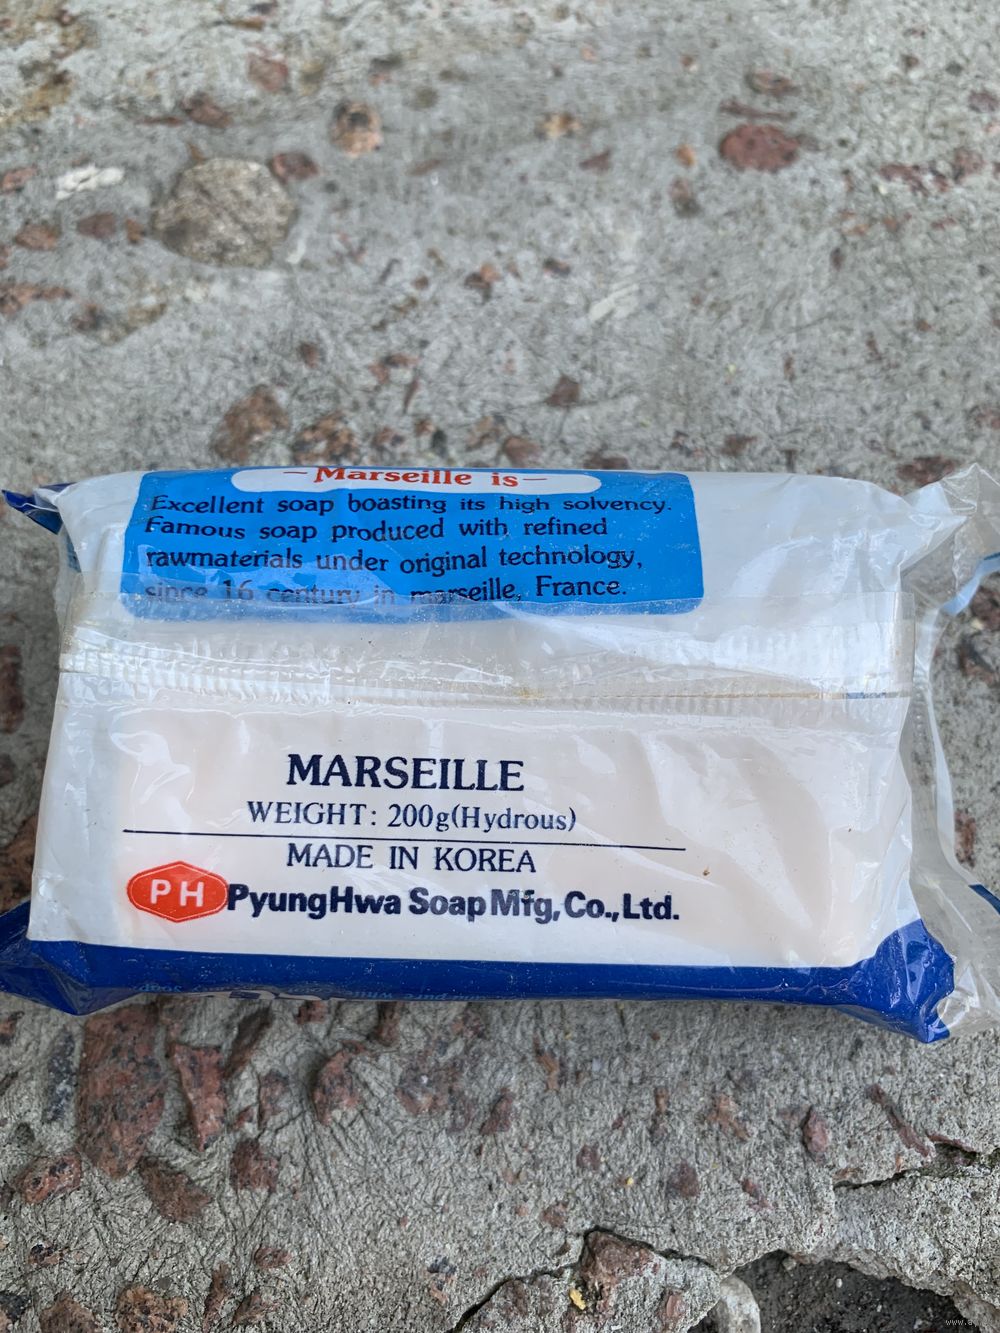 —Marseille is—
Excellent soap boasting its high solvency.
Famous soap produced with refined
rawmaterials under original technology,
since 16 century in marseille, France.
MARSEILLE
WEIGHT: 200g(Hydrous)
MADE IN KOREA
PH PyungHwa Soap Mfg,Co.,Ltd.